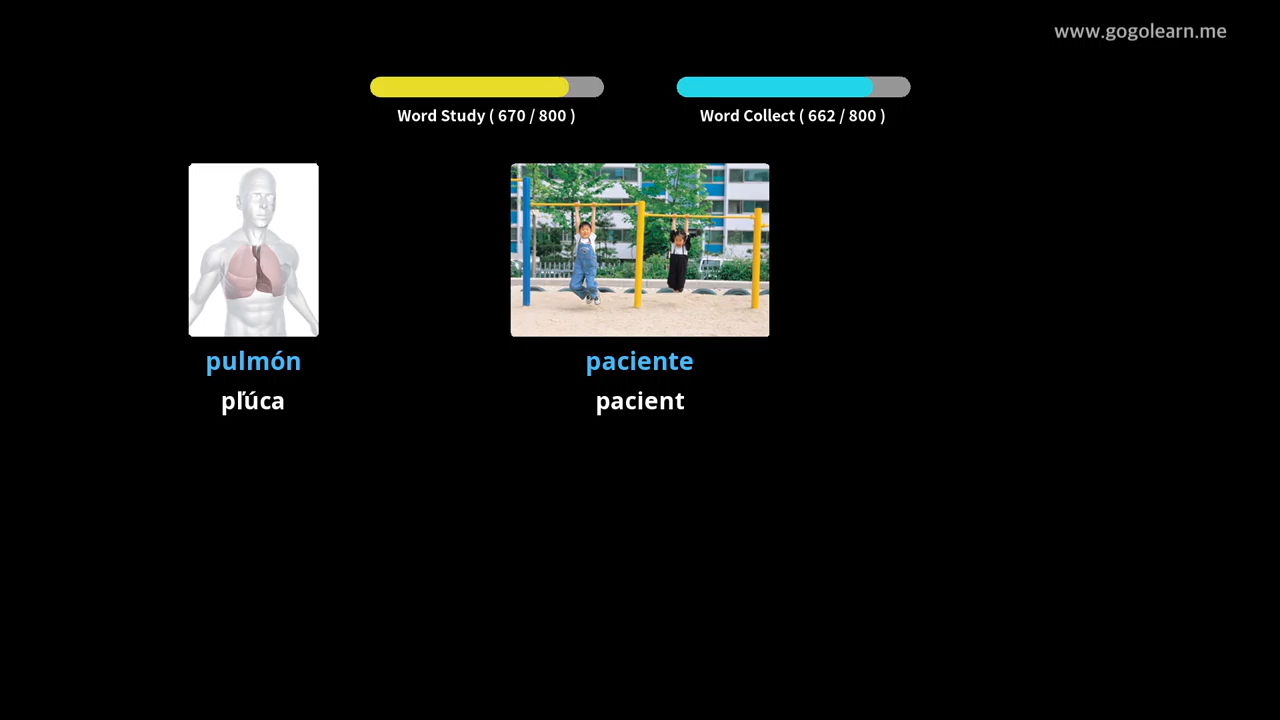 www.gogolearn.me
Word Study ( 670 / 800 )
Word Collect ( 662 / 800 )
pulmón
pľúca
paciente
pacient